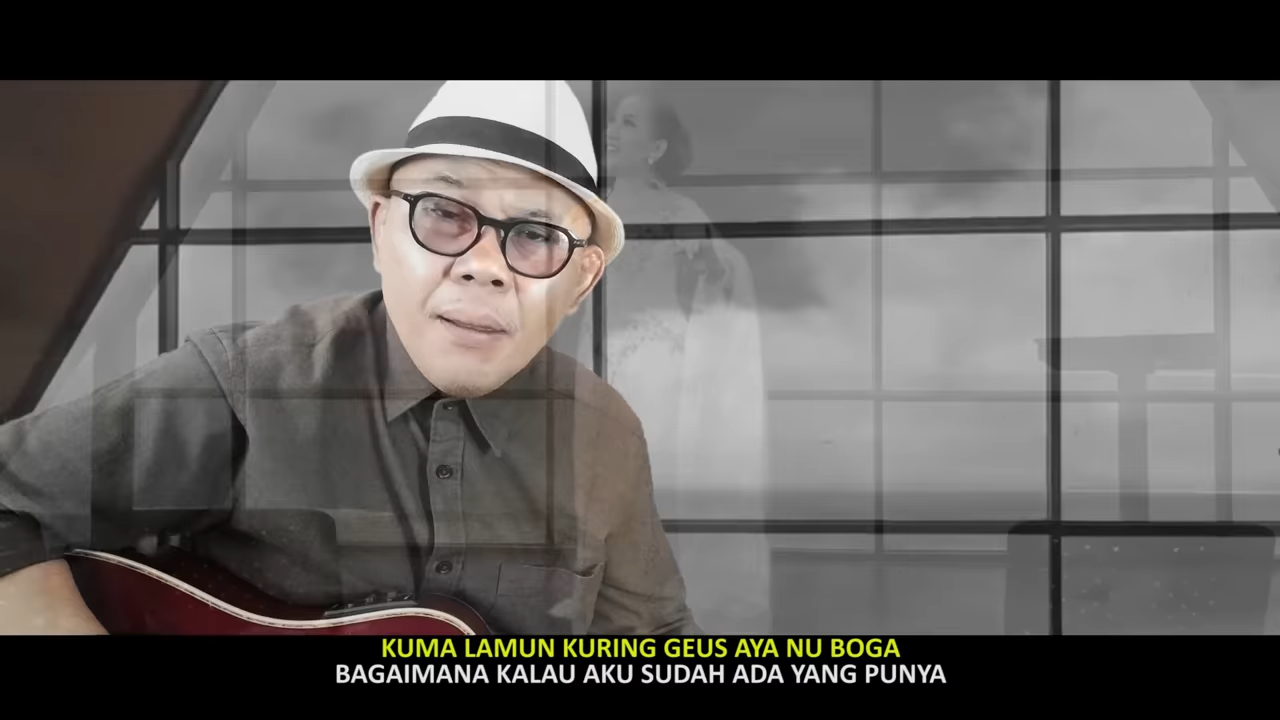 KUMA LAMUN KURING GEUS AYA NU BOGA
BAGAIMANA KALAU AKU SUDAH ADA YANG PUNYA